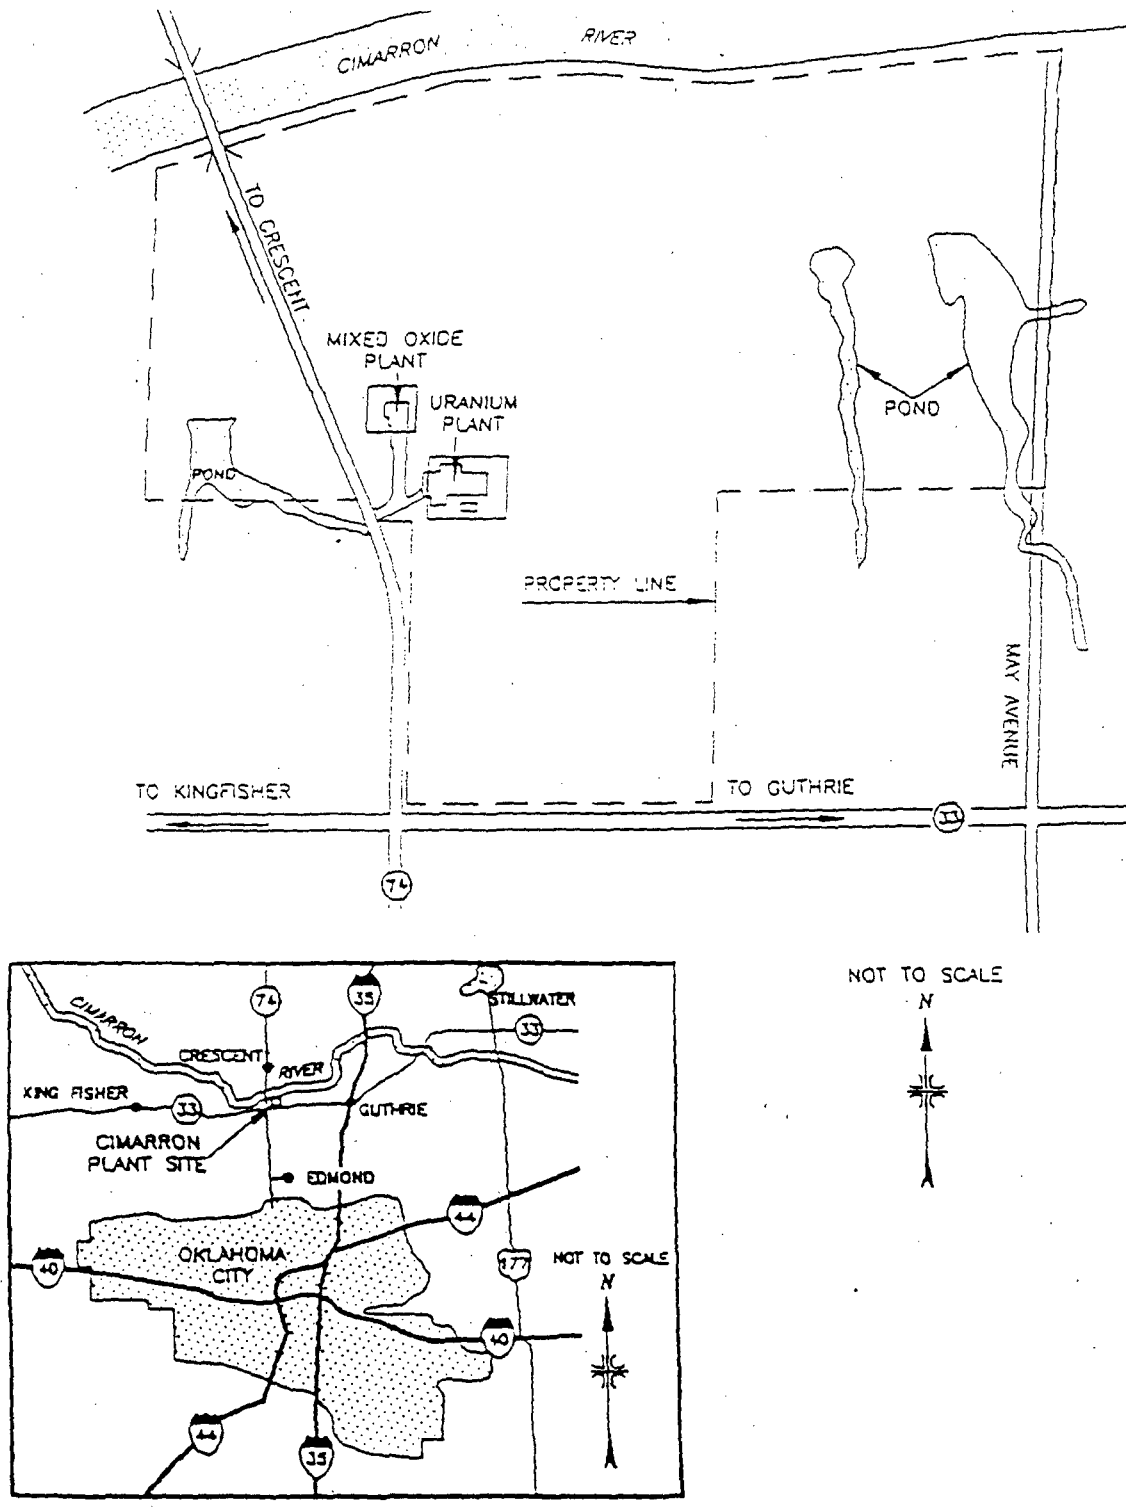 CIMARRON RIVER
TO CRESCENT
MIXED OXIDE
PLANT
URANIUM
PLANT
POND
POND
PROPERTY LINE
MAY AVENUE
TO KINGFISHER
TO GUTHRIE
33
74
NOT TO SCALE
N
74
35
STILLWATER
33
CIMARRON
CRESCENT
RIVER
KING FISHER
33
GUTHRIE
CIMARRON
PLANT SITE
EDMOND
44
OKLAHOMA
CITY
40
177
NOT TO SCALE
N
40
44
35